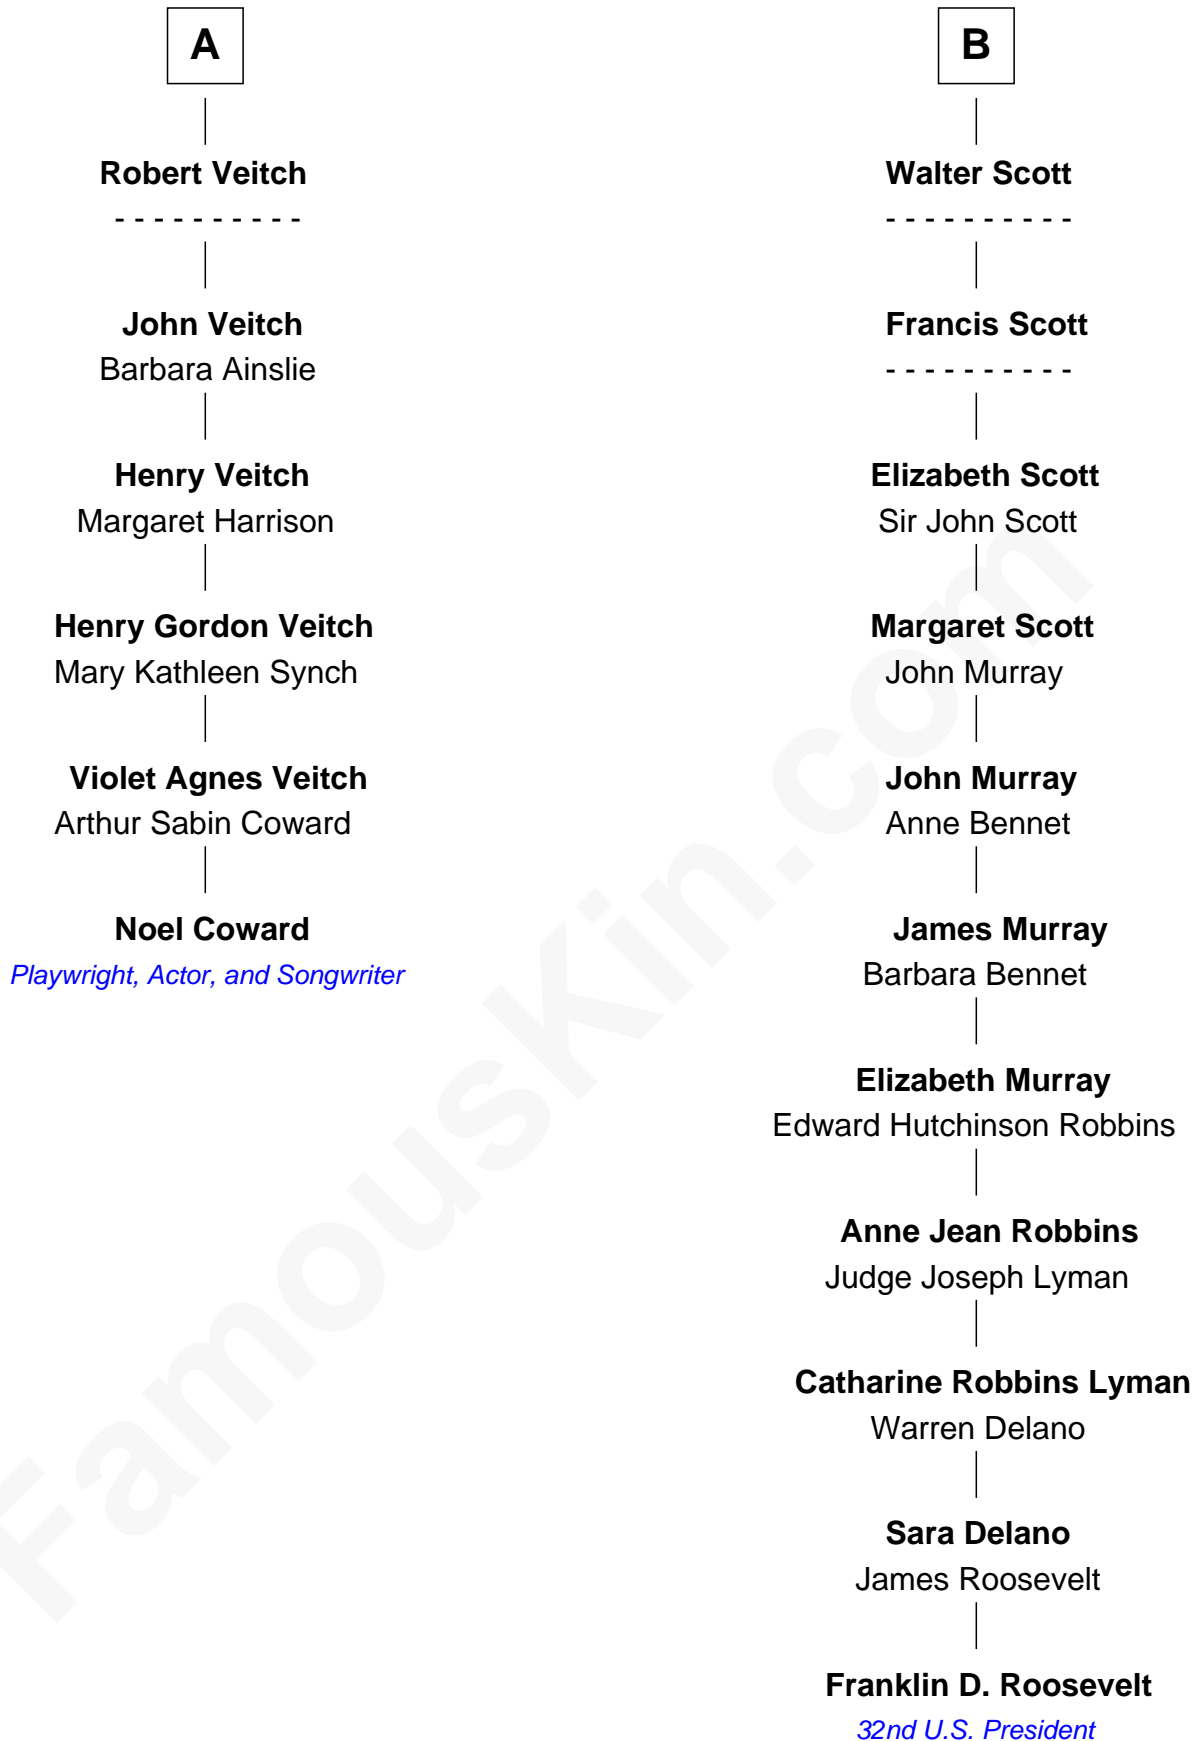 A
Robert Veitch
- - - - - - - - - -
John Veitch
Barbara Ainslie
Henry Veitch
Margaret Harrison
Henry Gordon Veitch
Mary Kathleen Synch
Violet Agnes Veitch
Arthur Sabin Coward
Noel Coward
Playwright, Actor, and Songwriter
B
Walter Scott
- - - - - - - - - -
Francis Scott
- - - - - - - - - -
Elizabeth Scott
Sir John Scott
Margaret Scott
John Murray
John Murray
Anne Bennet
James Murray
Barbara Bennet
Elizabeth Murray
Edward Hutchinson Robbins
Anne Jean Robbins
Judge Joseph Lyman
Catharine Robbins Lyman
Warren Delano
Sara Delano
James Roosevelt
Franklin D. Roosevelt
32nd U.S. President
FamousKin.com